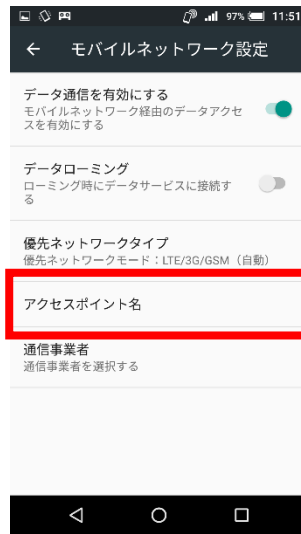 97% 11:51
モバイルネットワーク設定
データ通信を有効にする
モバイルネットワーク経由のデータアクセ
スを有効にする
データローミング
ローミング時にデータサービスに接続す
る
優先ネットワークタイプ
優先ネットワークモード：LTE/3G/GSM（自動）
アクセスポイント名
通信事業者
通信事業者を選択する